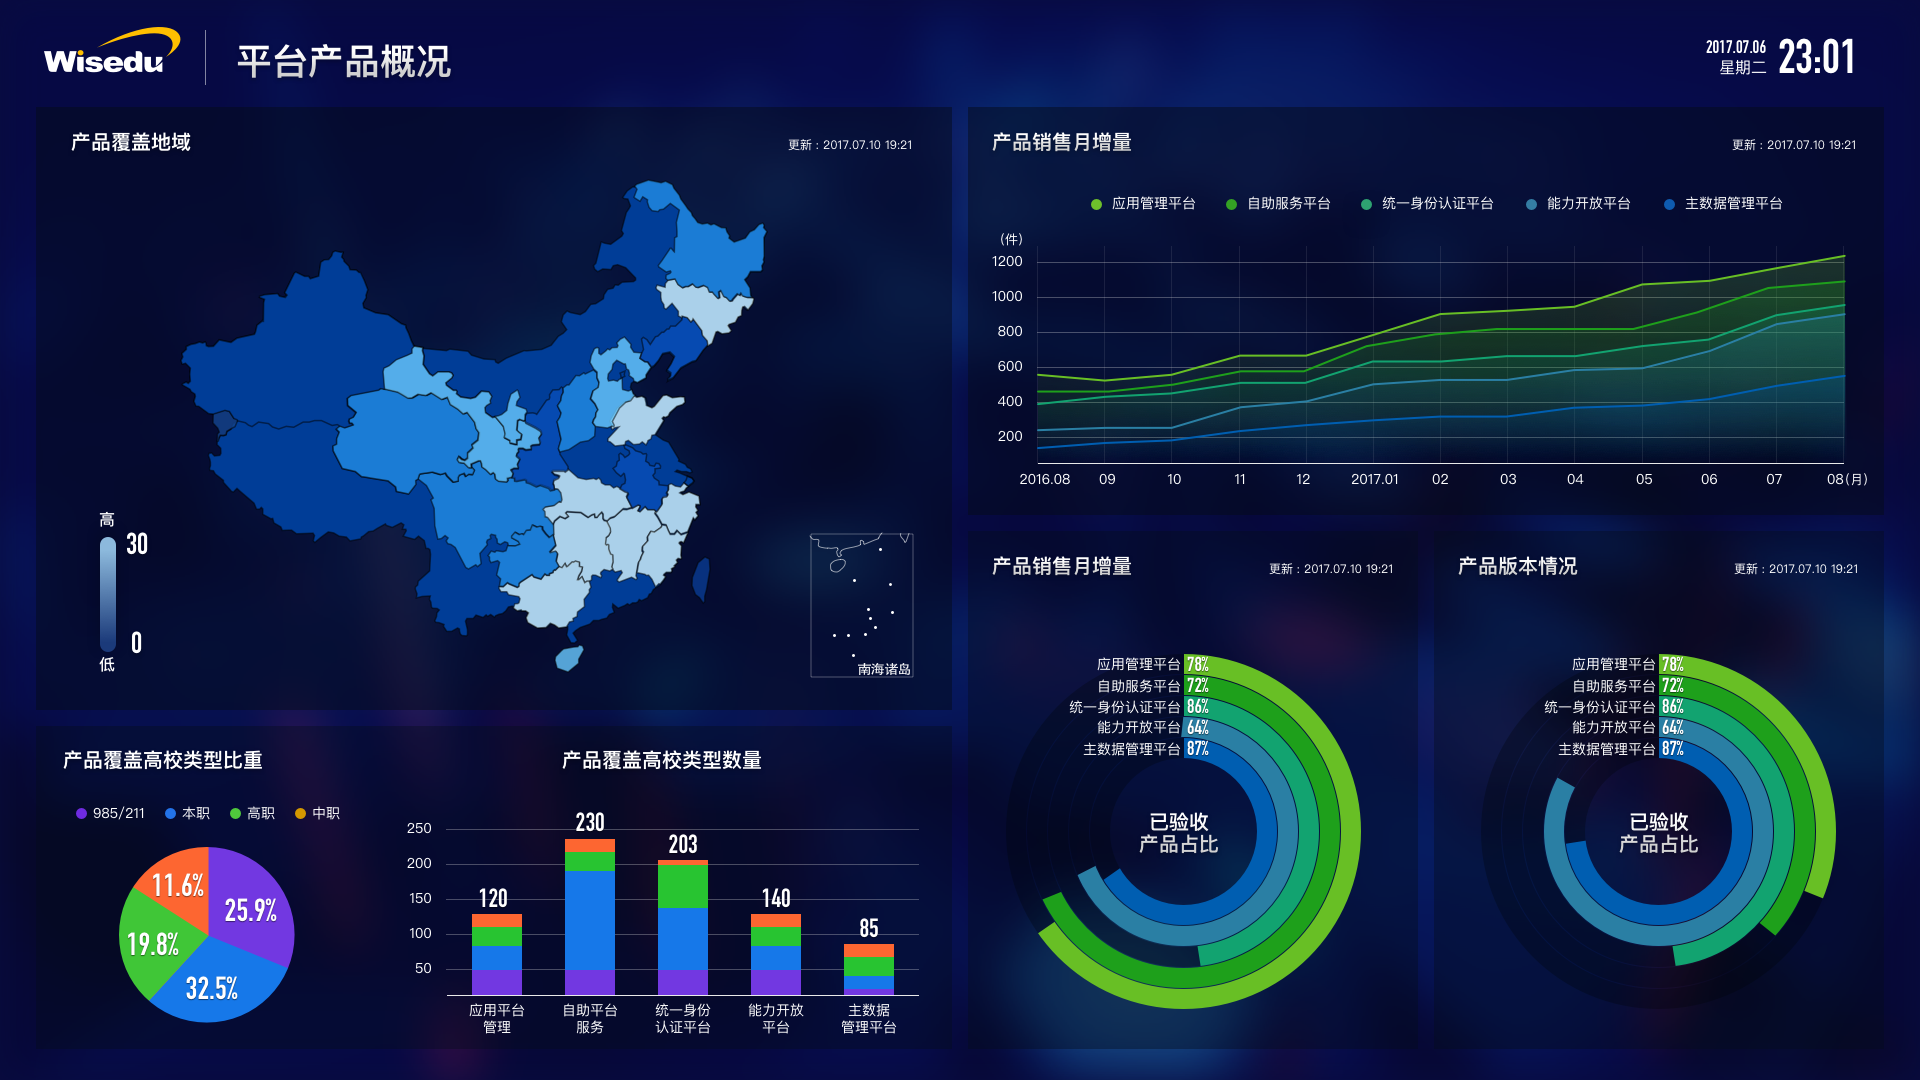 Wisedu
平台产品概况
2017.07.06
星期二
23:01
产品覆盖地域
更新 : 2017.07.10 19:21
高
30
0
低
南海诸岛
产品销售月增量
更新 : 2017.07.10 19:21
应用管理平台 自助服务平台 统一身份认证平台 能力开放平台 主数据管理平台
(件)
1200
1000
800
600
400
200
2016.08 09 10 11 12 2017.01 02 03 04 05 06 07 08(月)
产品覆盖高校类型比重
985/211 本职 高职 中职
11.6%
25.9%
19.8%
32.5%
产品覆盖高校类型数量
250
200
150
100
50
120
230
203
140
85
应用平台
管理
自助平台
服务
统一身份
认证平台
能力开放
平台
主数据
管理平台
产品销售月增量
更新 : 2017.07.10 19:21
应用管理平台 78%
自助服务平台 72%
统一身份认证平台 86%
能力开放平台 64%
主数据管理平台 87%
已验收
产品占比
产品版本情况
更新 : 2017.07.10 19:21
应用管理平台 78%
自助服务平台 72%
统一身份认证平台 86%
能力开放平台 64%
主数据管理平台 87%
已验收
产品占比